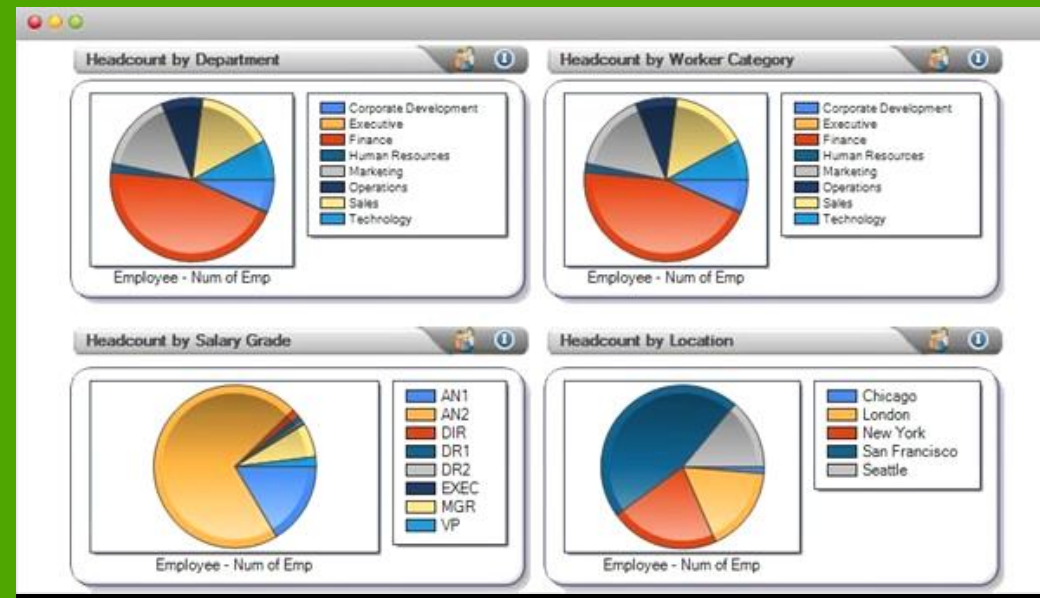 Headcount by Department
Corporate Development
Executive
Finance
Human Resources
Marketing
Operations
Sales
Technology
Employee - Num of Emp
Headcount by Worker Category
Corporate Development
Executive
Finance
Human Resources
Marketing
Operations
Sales
Technology
Employee - Num of Emp
Headcount by Salary Grade
AN1
AN2
DIR
DR1
DR2
EXEC
MGR
VP
Employee - Num of Emp
Headcount by Location
Chicago
London
New York
San Francisco
Seattle
Employee - Num of Emp